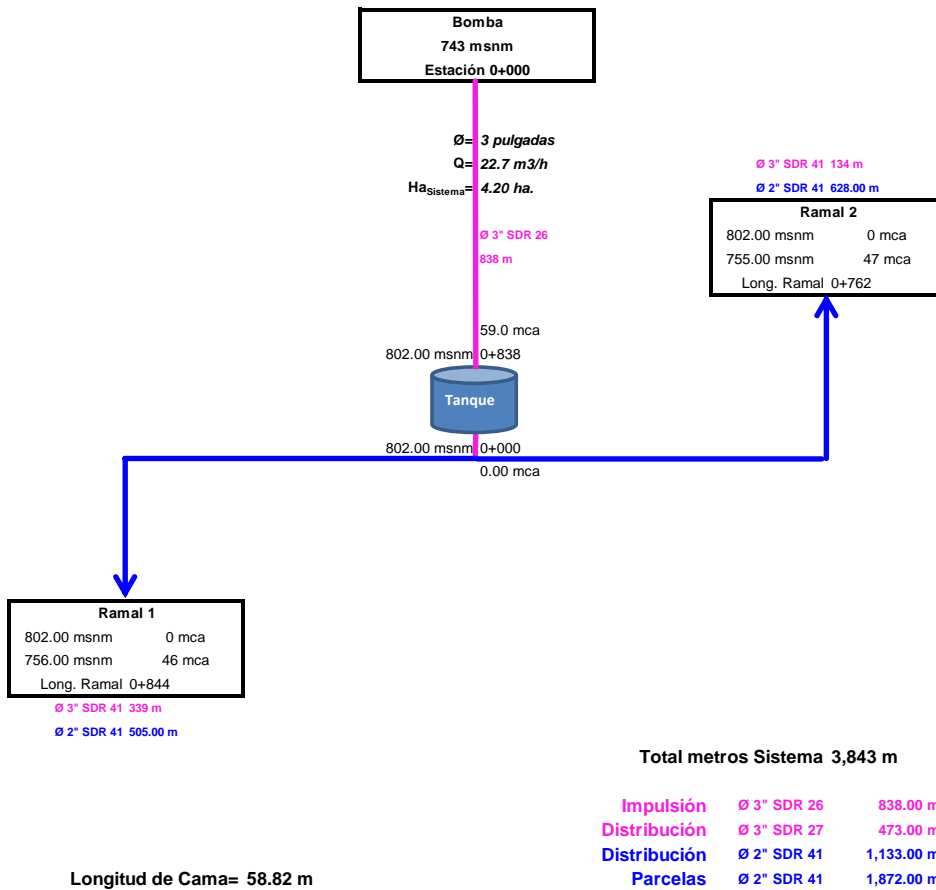 Bomba
743 msnm
Estación 0+000
Ø= 3 pulgadas
Q= 22.7 m3/h
HaSistema= 4.20 ha.
Ø 3" SDR 26
838 m
Ø 3" SDR 41 134 m
Ø 2" SDR 41 628.00 m
Ramal 2
802.00 msnm 0 mca
755.00 msnm 47 mca
Long. Ramal 0+762
59.0 mca
802.00 msnm 0+838
Tanque
802.00 msnm 0+000
0.00 mca
Ramal 1
802.00 msnm 0 mca
756.00 msnm 46 mca
Long. Ramal 0+844
Ø 3" SDR 41 339 m
Ø 2" SDR 41 505.00 m
Total metros Sistema 3,843 m
Impulsión Ø 3" SDR 26 838.00 m
Distribución Ø 3" SDR 27 473.00 m
Distribución Ø 2" SDR 41 1,133.00 m
Parcelas Ø 2" SDR 41 1,872.00 m
Longitud de Cama= 58.82 m